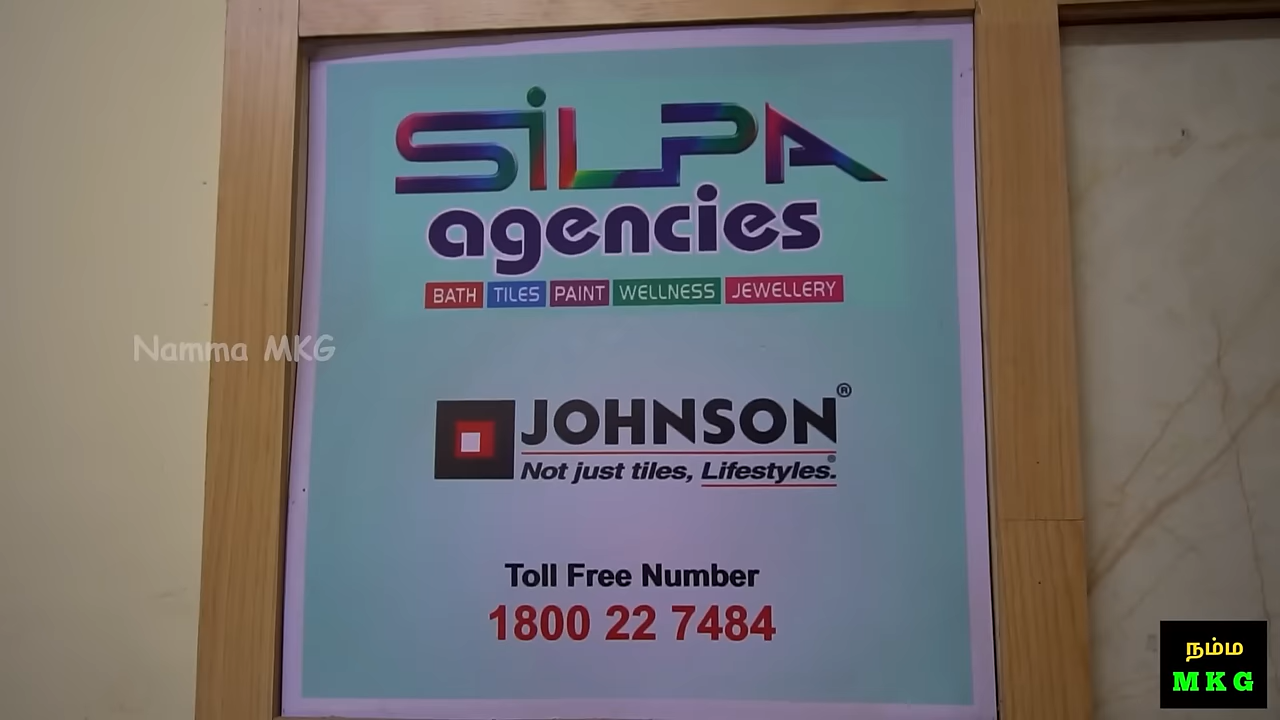 SiLPA
agencies
BATH TILES PAINT WELLNESS JEWELLERY
Namma MKG
JOHNSON®
Not just tiles, Lifestyles.®
Toll Free Number
1800 22 7484
நம்ம
MKG